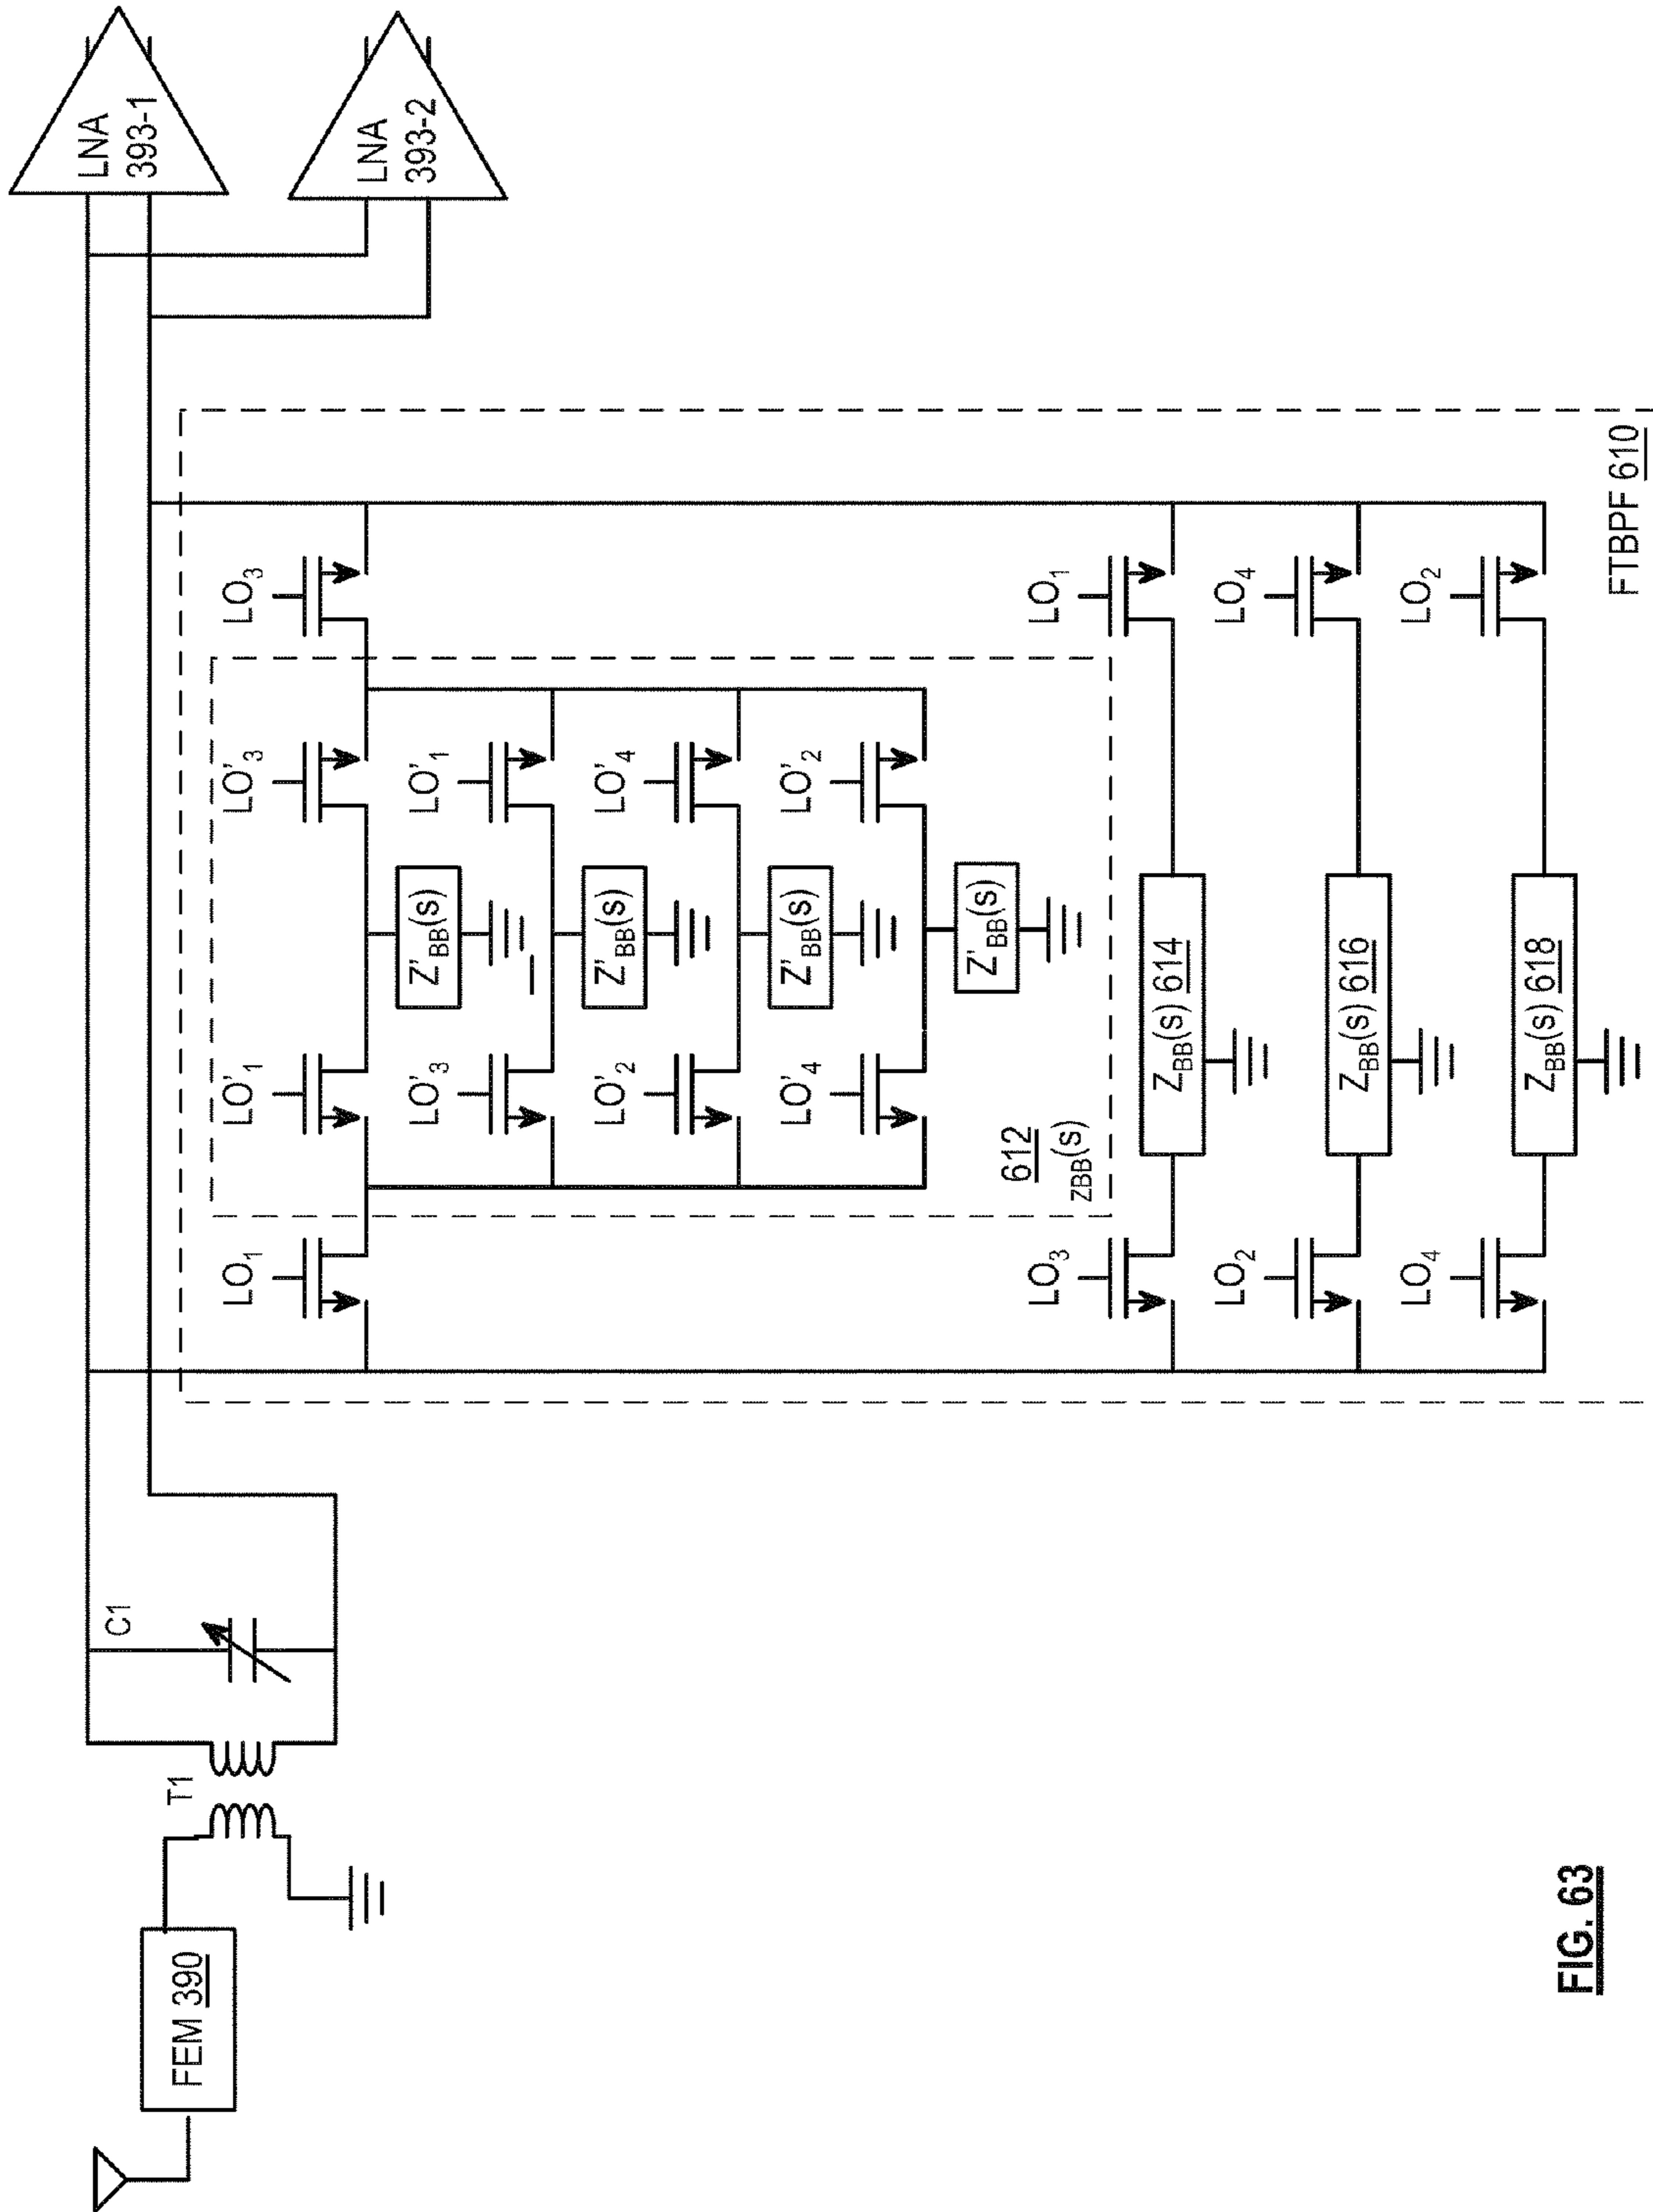 FEM 390
T1
C1
LNA
393-1
LNA
393-2
LO₁
LO'₁
LO'₃
LO₃
Z'BB(s)
LO'₃
LO'₁
Z'BB(s)
LO'₂
LO'₄
Z'BB(s)
LO'₄
LO'₂
Z'BB(s)
612
ZBB(s)
LO₃
LO₁
ZBB(s) 614
LO₂
LO₄
ZBB(s) 616
LO₄
LO₂
ZBB(s) 618
FTBPF 610
FIG. 63